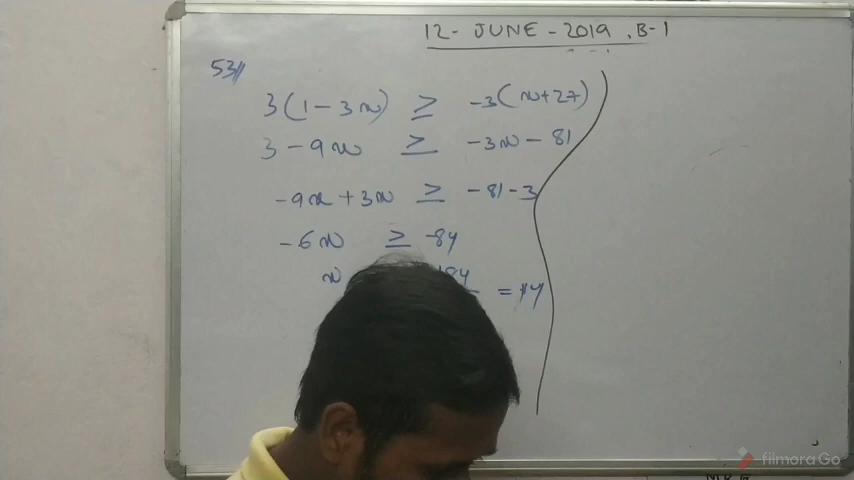 12 - JUNE - 2019, B-1
53//
3(1 - 3x) ≥ -3(x + 27)
3 - 9x ≥ -3x - 81
-9x + 3x ≥ -81 - 3
-6x ≥ -84
x
= 14
filmora Go